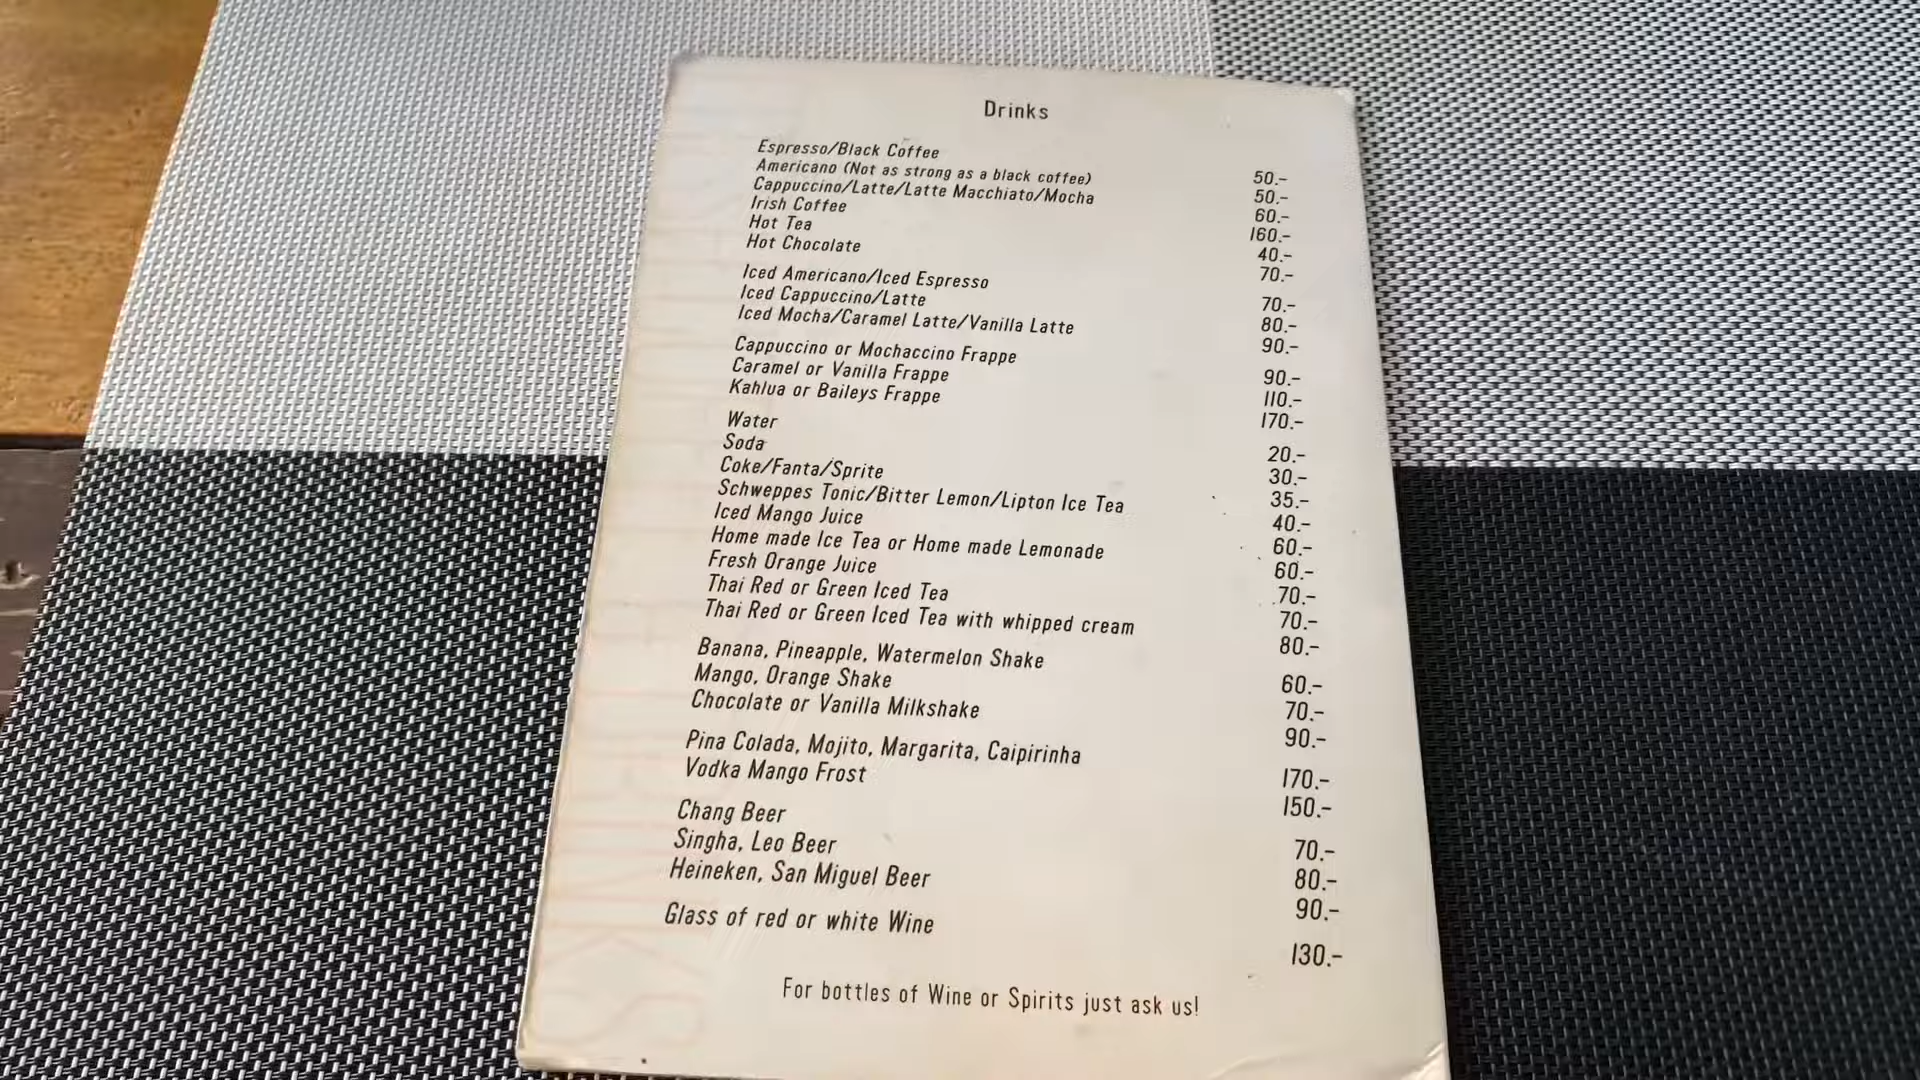 Drinks
Espresso/Black Coffee 50.-
Americano (Not as strong as a black coffee) 50.-
Cappuccino/Latte/Latte Macchiato/Mocha 60.-
Irish Coffee 160.-
Hot Tea 40.-
Hot Chocolate 70.-
Iced Americano/Iced Espresso 70.-
Iced Cappuccino/Latte 80.-
Iced Mocha/Caramel Latte/Vanilla Latte 90.-
Cappuccino or Mochaccino Frappe 90.-
Caramel or Vanilla Frappe 110.-
Kahlua or Baileys Frappe 170.-
Water 20.-
Soda 30.-
Coke/Fanta/Sprite 35.-
Schweppes Tonic/Bitter Lemon/Lipton Ice Tea 40.-
Iced Mango Juice 60.-
Home made Ice Tea or Home made Lemonade 60.-
Fresh Orange Juice 70.-
Thai Red or Green Iced Tea 70.-
Thai Red or Green Iced Tea with whipped cream 80.-
Banana, Pineapple, Watermelon Shake 60.-
Mango, Orange Shake 70.-
Chocolate or Vanilla Milkshake 90.-
Pina Colada, Mojito, Margarita, Caipirinha 170.-
Vodka Mango Frost 150.-
Chang Beer 70.-
Singha, Leo Beer 80.-
Heineken, San Miguel Beer 90.-
Glass of red or white Wine 130.-
For bottles of Wine or Spirits just ask us!